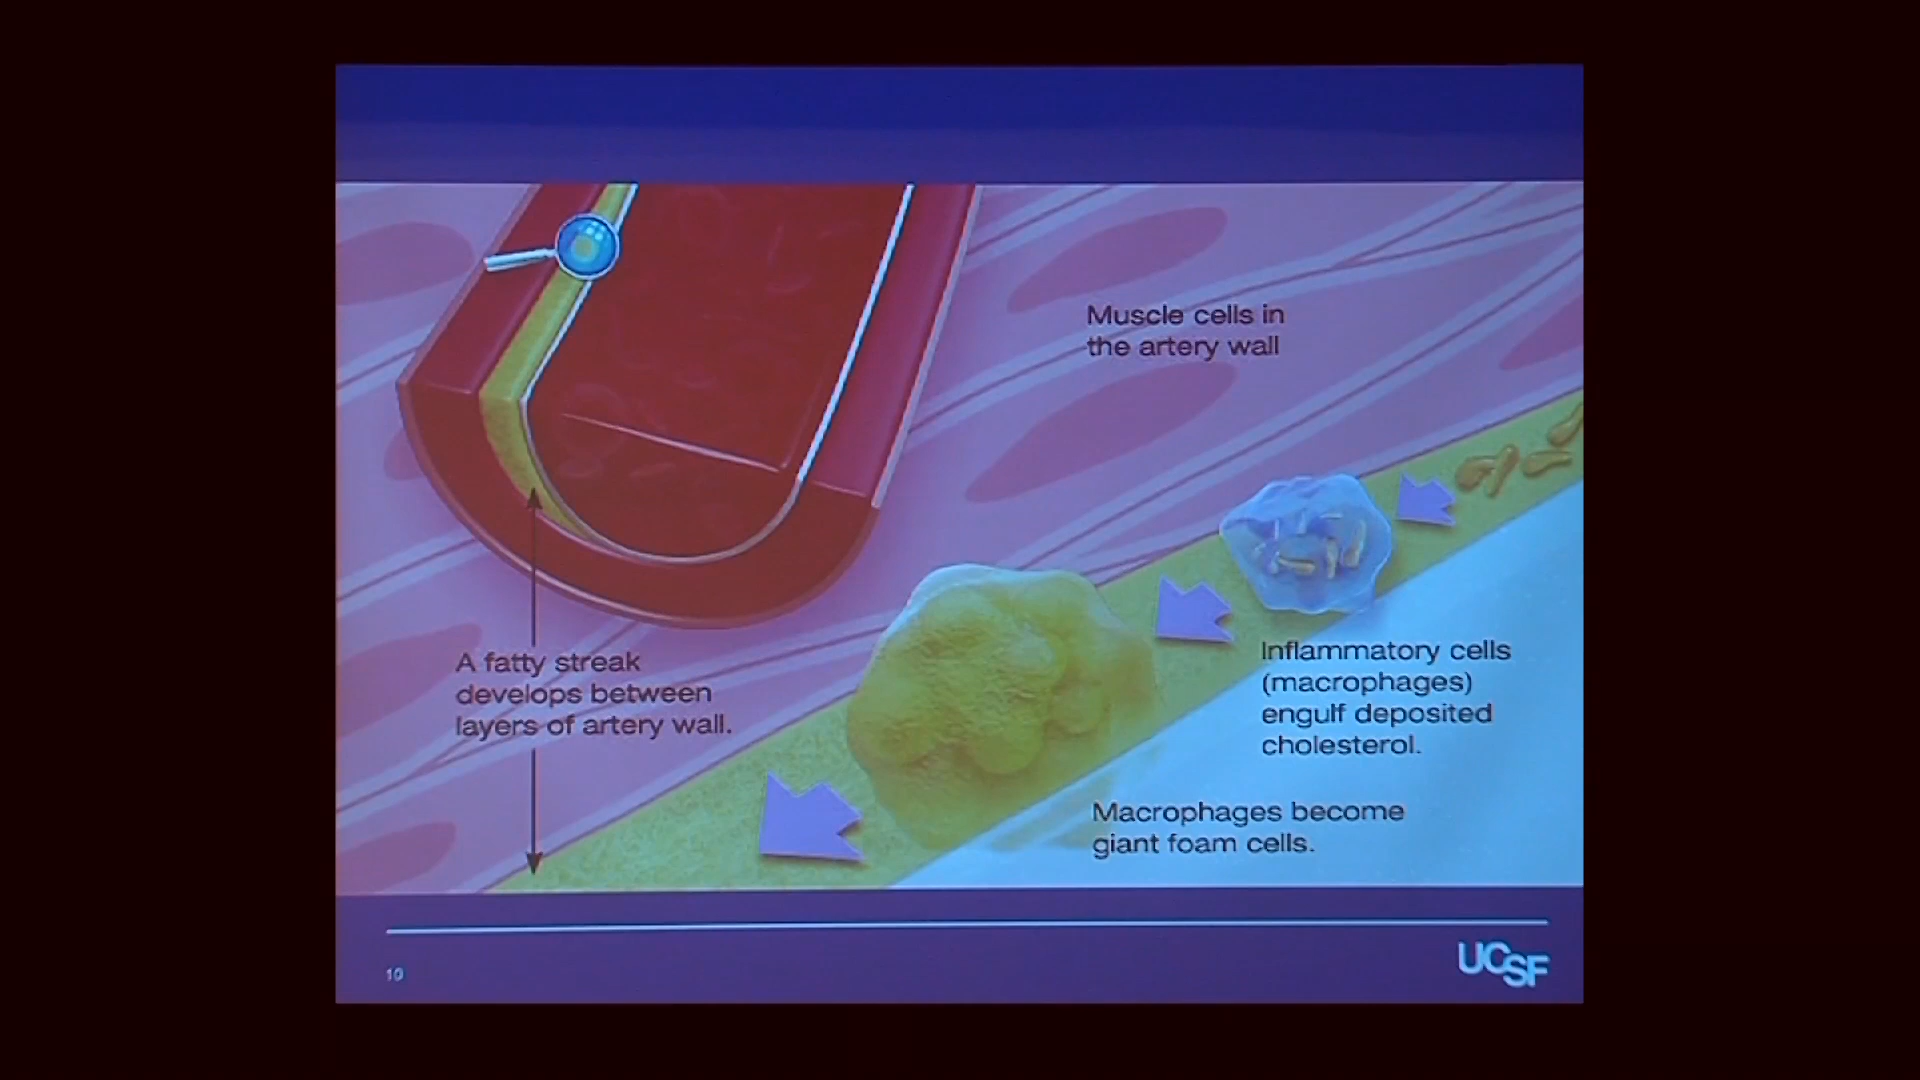 Muscle cells in
the artery wall
A fatty streak
develops between
layers of artery wall.
Inflammatory cells
(macrophages)
engulf deposited
cholesterol.
Macrophages become
giant foam cells.
10
UCSF